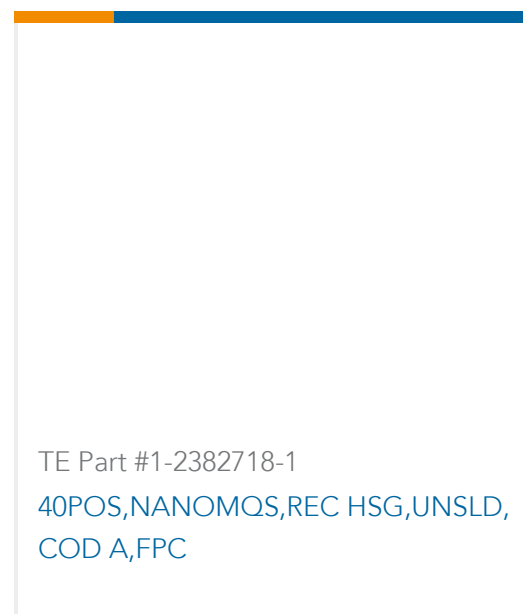 TE Part #1-2382718-1
40POS,NANOMQS,REC HSG,UNSLD,
COD A,FPC